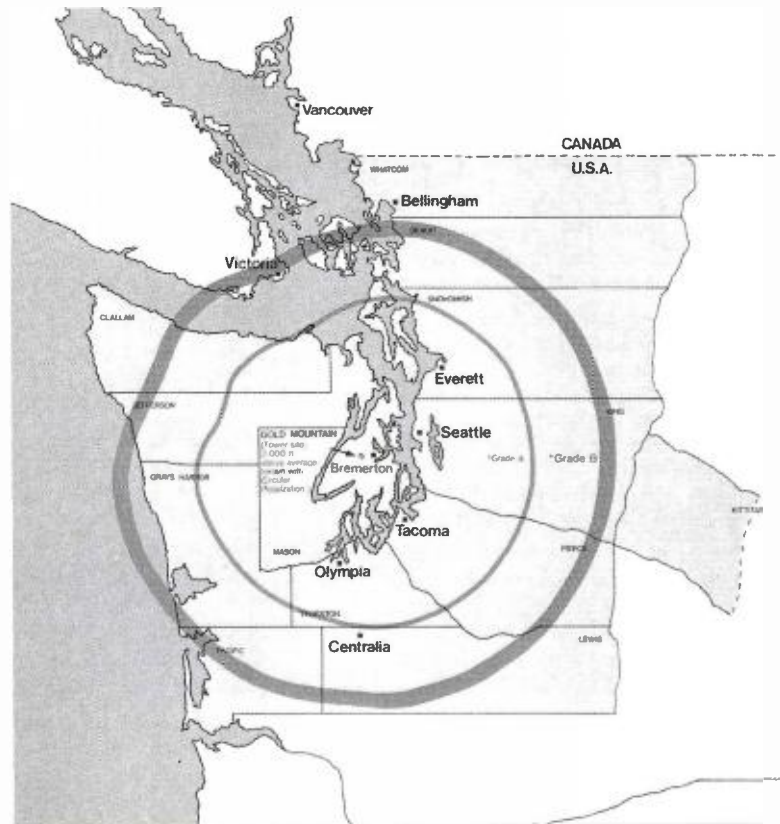 Vancouver
CANADA
U.S.A.
WHATCOM
Bellingham
Victoria
SNOHOMISH
CLALLAM
Everett
JEFFERSON
KING
GOLD MOUNTAIN
Tower site
average
Circular
Polarization
Seattle
Bremerton
Grade A
Grade B
GRAYS HARBOR
KITTITAS
Tacoma
MASON
PIERCE
Olympia
THURSTON
Centralia
LEWIS
PACIFIC